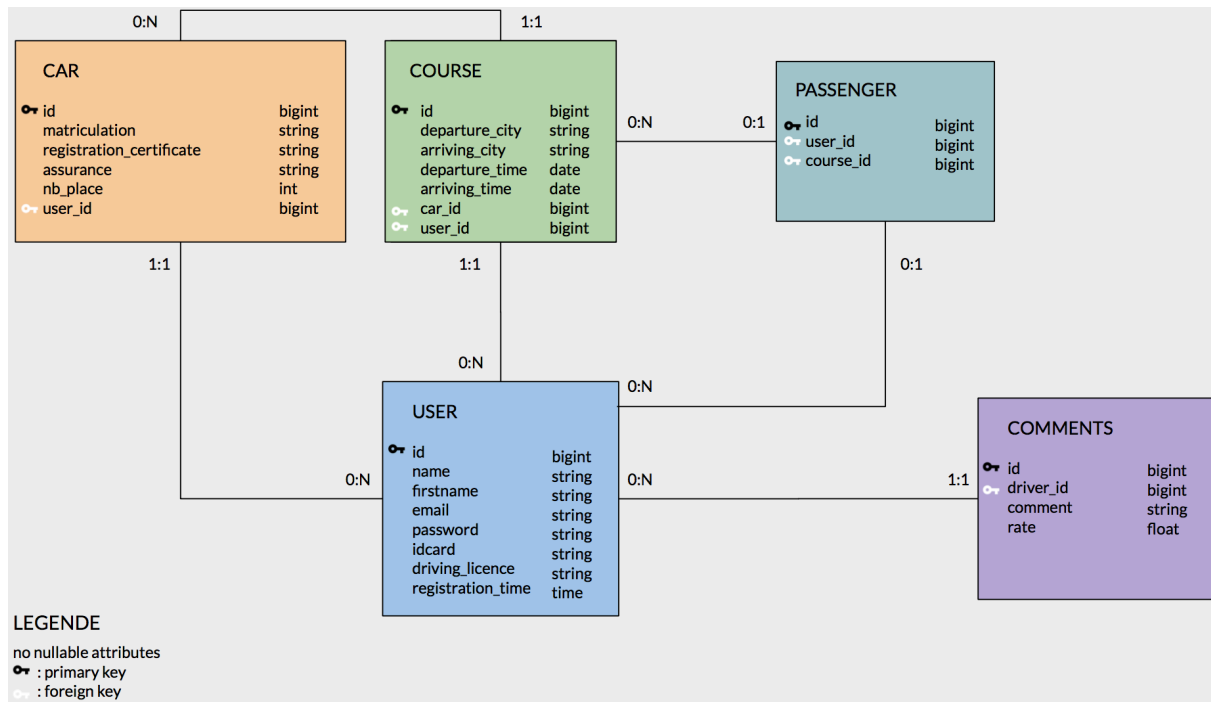 0:N 1:1
CAR
id bigint
matriculation string
registration_certificate string
assurance string
nb_place int
user_id bigint
COURSE
id bigint
departure_city string
arriving_city string
departure_time date
arriving_time date
car_id bigint
user_id bigint
0:N 0:1
PASSENGER
id bigint
user_id bigint
course_id bigint
1:1 1:1 0:1
0:N
0:N
USER
id bigint
name string
firstname string
email string
password string
idcard string
driving_licence string
registration_time time
0:N 0:N 1:1
COMMENTS
id bigint
driver_id bigint
comment string
rate float
LEGENDE
no nullable attributes
: primary key
: foreign key